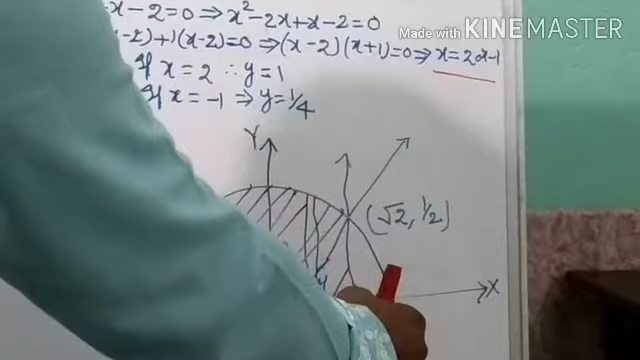 Made with KINEMASTER
x - 2 = 0 ⇒ x² - 2x + x - 2 = 0
- 2) + 1(x - 2) = 0 ⇒ (x - 2) (x + 1) = 0 ⇒ x = 2 or -1
If x = 2 ∴ y = 1
If x = -1 ⇒ y = 1/4
Y
(√2, 1/2)
X